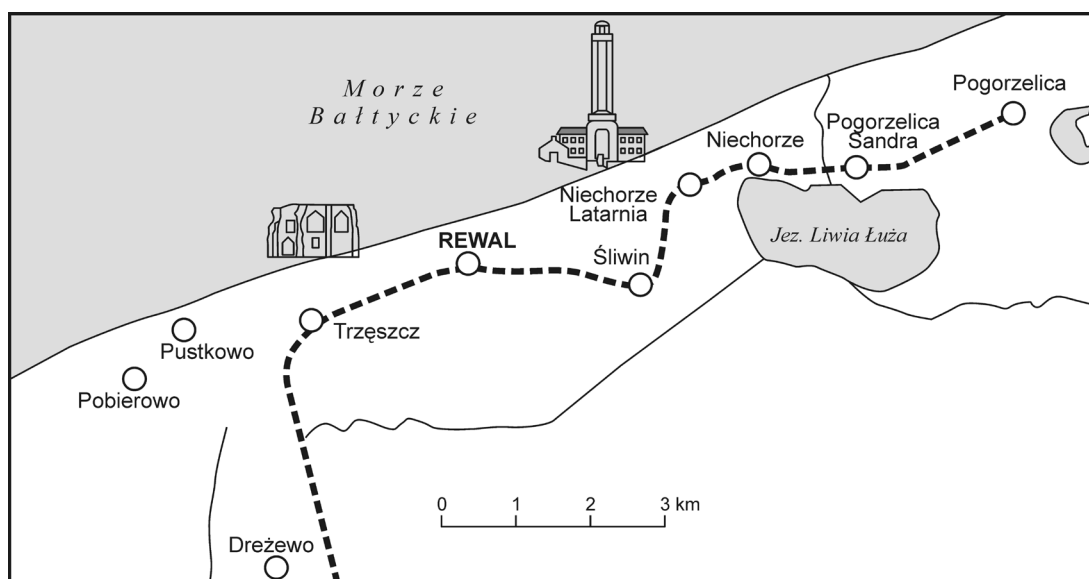 Morze
Bałtyckie
Pogorzelica
Pogorzelica
Sandra
Niechorze
Niechorze
Latarnia
Jez. Liwia Łuża
REWAL
Śliwin
Trzęszcz
Pustkowo
Pobierowo
0 1 2 3 km
Dreżewo